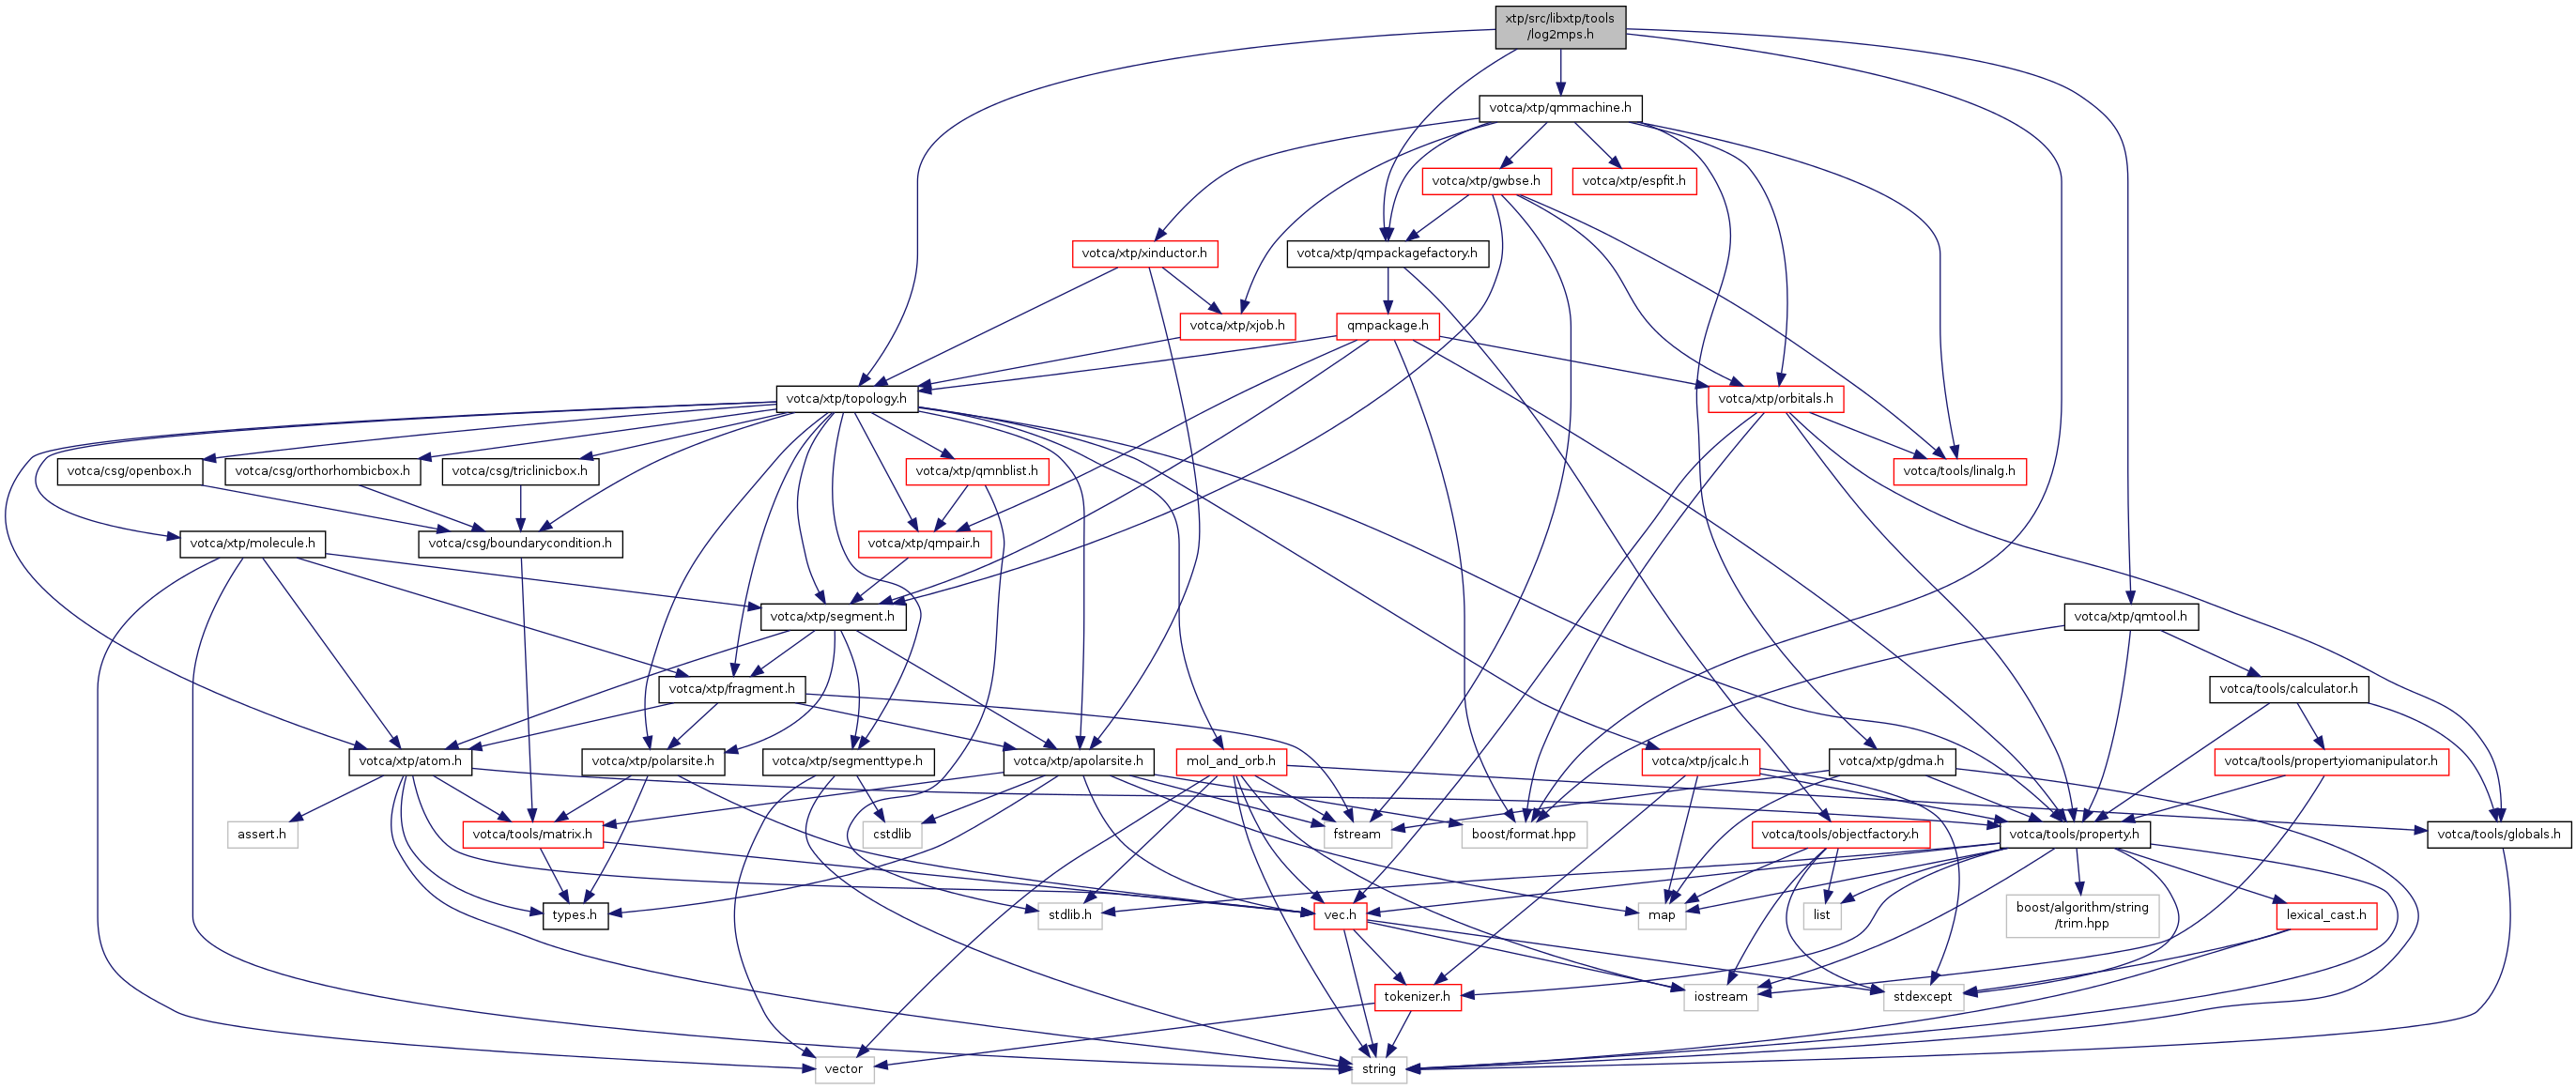 xtp/src/libxtp/tools
/log2mps.h
votca/xtp/qmmachine.h
votca/xtp/gwbse.h
votca/xtp/espfit.h
votca/xtp/xinductor.h
votca/xtp/qmpackagefactory.h
votca/xtp/xjob.h
qmpackage.h
votca/xtp/topology.h
votca/xtp/orbitals.h
votca/csg/openbox.h
votca/csg/orthorhombicbox.h
votca/csg/triclinicbox.h
votca/xtp/qmnblist.h
votca/tools/linalg.h
votca/xtp/molecule.h
votca/csg/boundarycondition.h
votca/xtp/qmpair.h
votca/xtp/segment.h
votca/xtp/qmtool.h
votca/xtp/fragment.h
votca/tools/calculator.h
votca/xtp/atom.h
votca/xtp/polarsite.h
votca/xtp/segmenttype.h
votca/xtp/apolarsite.h
mol_and_orb.h
votca/xtp/jcalc.h
votca/xtp/gdma.h
votca/tools/propertyiomanipulator.h
assert.h
votca/tools/matrix.h
cstdlib
fstream
boost/format.hpp
votca/tools/objectfactory.h
votca/tools/property.h
votca/tools/globals.h
types.h
stdlib.h
vec.h
map
list
boost/algorithm/string
/trim.hpp
lexical_cast.h
tokenizer.h
iostream
stdexcept
vector
string